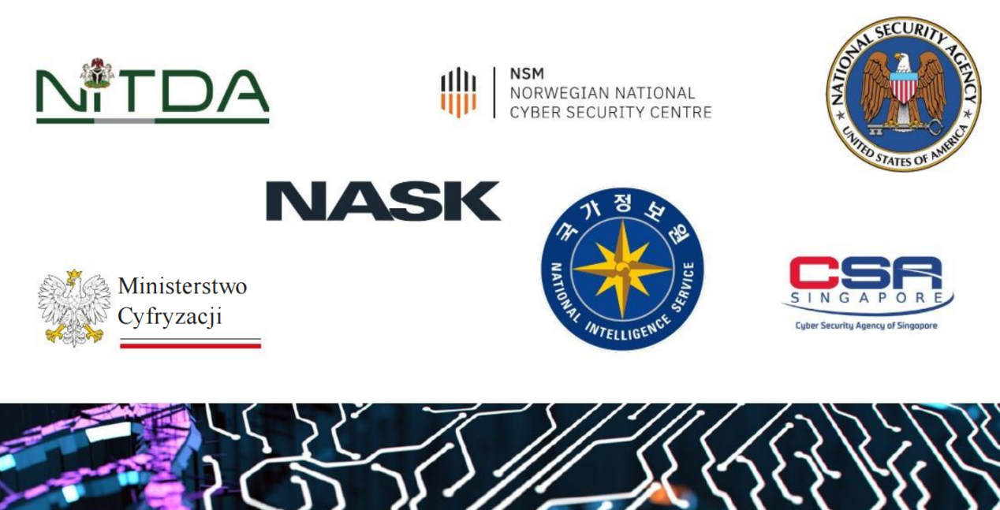 NiTDA
NSM
NORWEGIAN NATIONAL
CYBER SECURITY CENTRE
NATIONAL SECURITY AGENCY
UNITED STATES OF AMERICA
NASK
국가정보원
NATIONAL INTELLIGENCE SERVICE
Ministerstwo
Cyfryzacji
CSA
SINGAPORE
Cyber Security Agency of Singapore